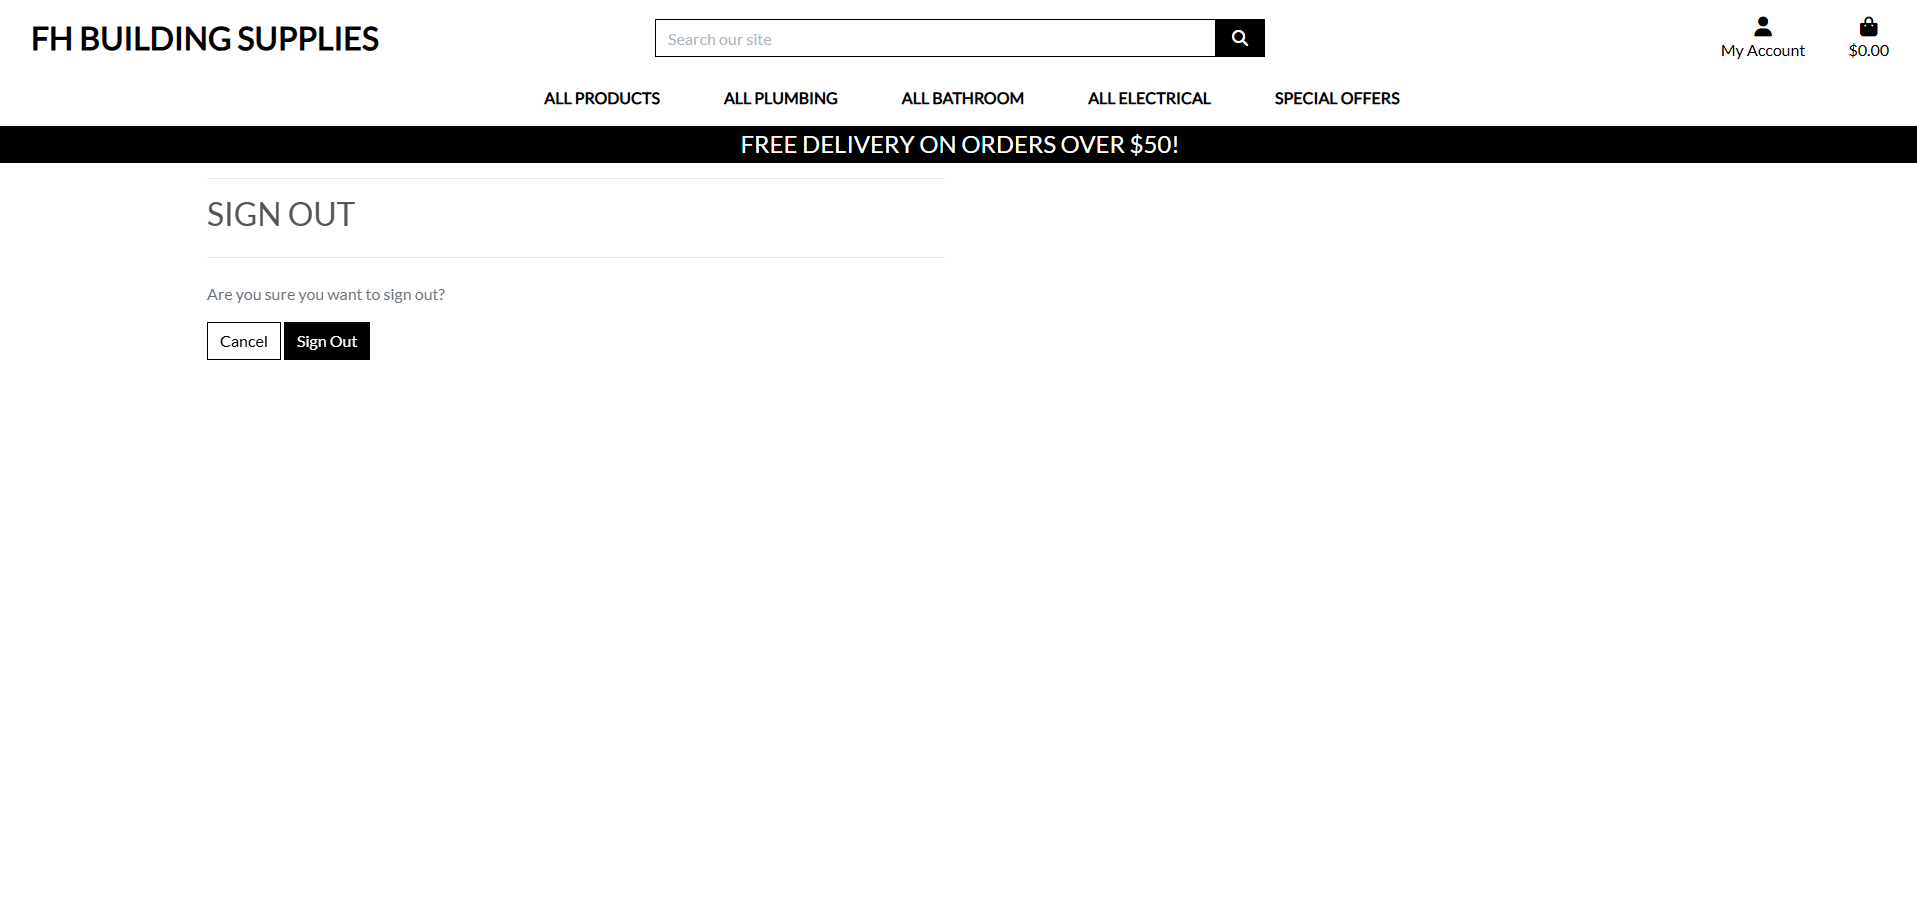 FH BUILDING SUPPLIES
Search our site
My Account
$0.00
ALL PRODUCTS
ALL PLUMBING
ALL BATHROOM
ALL ELECTRICAL
SPECIAL OFFERS
FREE DELIVERY ON ORDERS OVER $50!
SIGN OUT
Are you sure you want to sign out?
Cancel
Sign Out